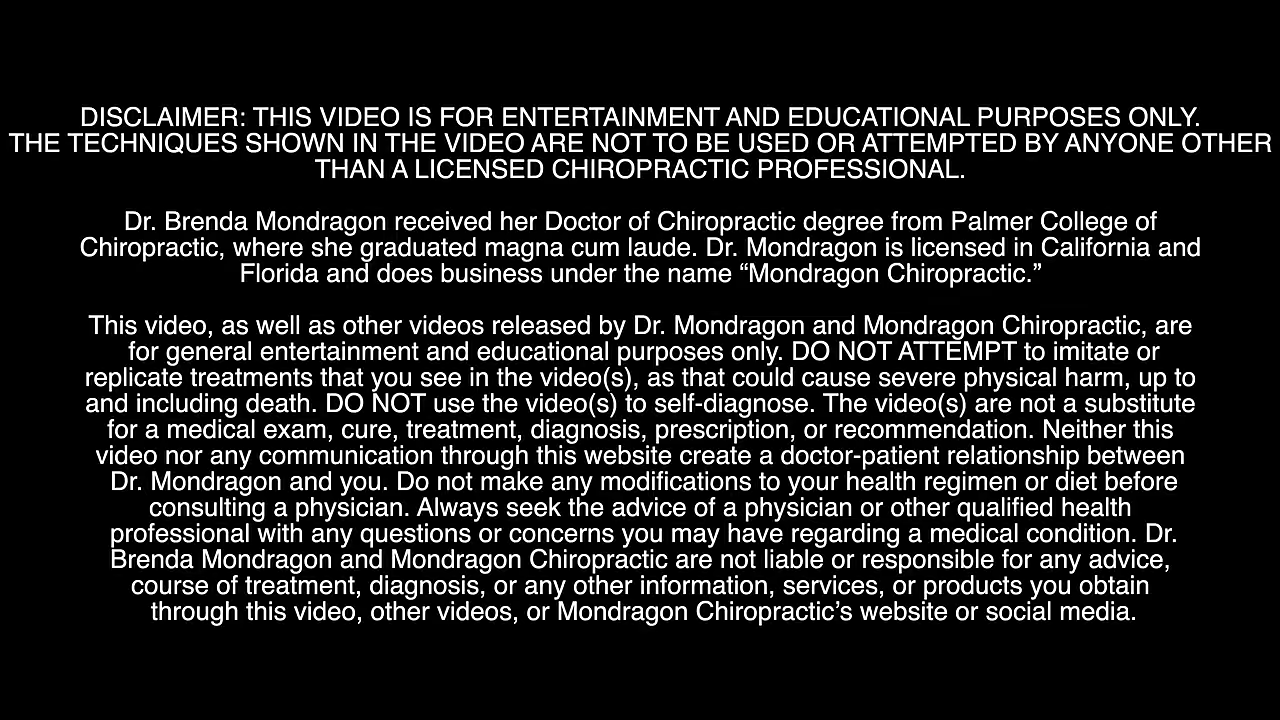 DISCLAIMER: THIS VIDEO IS FOR ENTERTAINMENT AND EDUCATIONAL PURPOSES ONLY.
THE TECHNIQUES SHOWN IN THE VIDEO ARE NOT TO BE USED OR ATTEMPTED BY ANYONE OTHER
THAN A LICENSED CHIROPRACTIC PROFESSIONAL.
Dr. Brenda Mondragon received her Doctor of Chiropractic degree from Palmer College of
Chiropractic, where she graduated magna cum laude. Dr. Mondragon is licensed in California and
Florida and does business under the name “Mondragon Chiropractic.”
This video, as well as other videos released by Dr. Mondragon and Mondragon Chiropractic, are
for general entertainment and educational purposes only. DO NOT ATTEMPT to imitate or
replicate treatments that you see in the video(s), as that could cause severe physical harm, up to
and including death. DO NOT use the video(s) to self-diagnose. The video(s) are not a substitute
for a medical exam, cure, treatment, diagnosis, prescription, or recommendation. Neither this
video nor any communication through this website create a doctor-patient relationship between
Dr. Mondragon and you. Do not make any modifications to your health regimen or diet before
consulting a physician. Always seek the advice of a physician or other qualified health
professional with any questions or concerns you may have regarding a medical condition. Dr.
Brenda Mondragon and Mondragon Chiropractic are not liable or responsible for any advice,
course of treatment, diagnosis, or any other information, services, or products you obtain
through this video, other videos, or Mondragon Chiropractic’s website or social media.